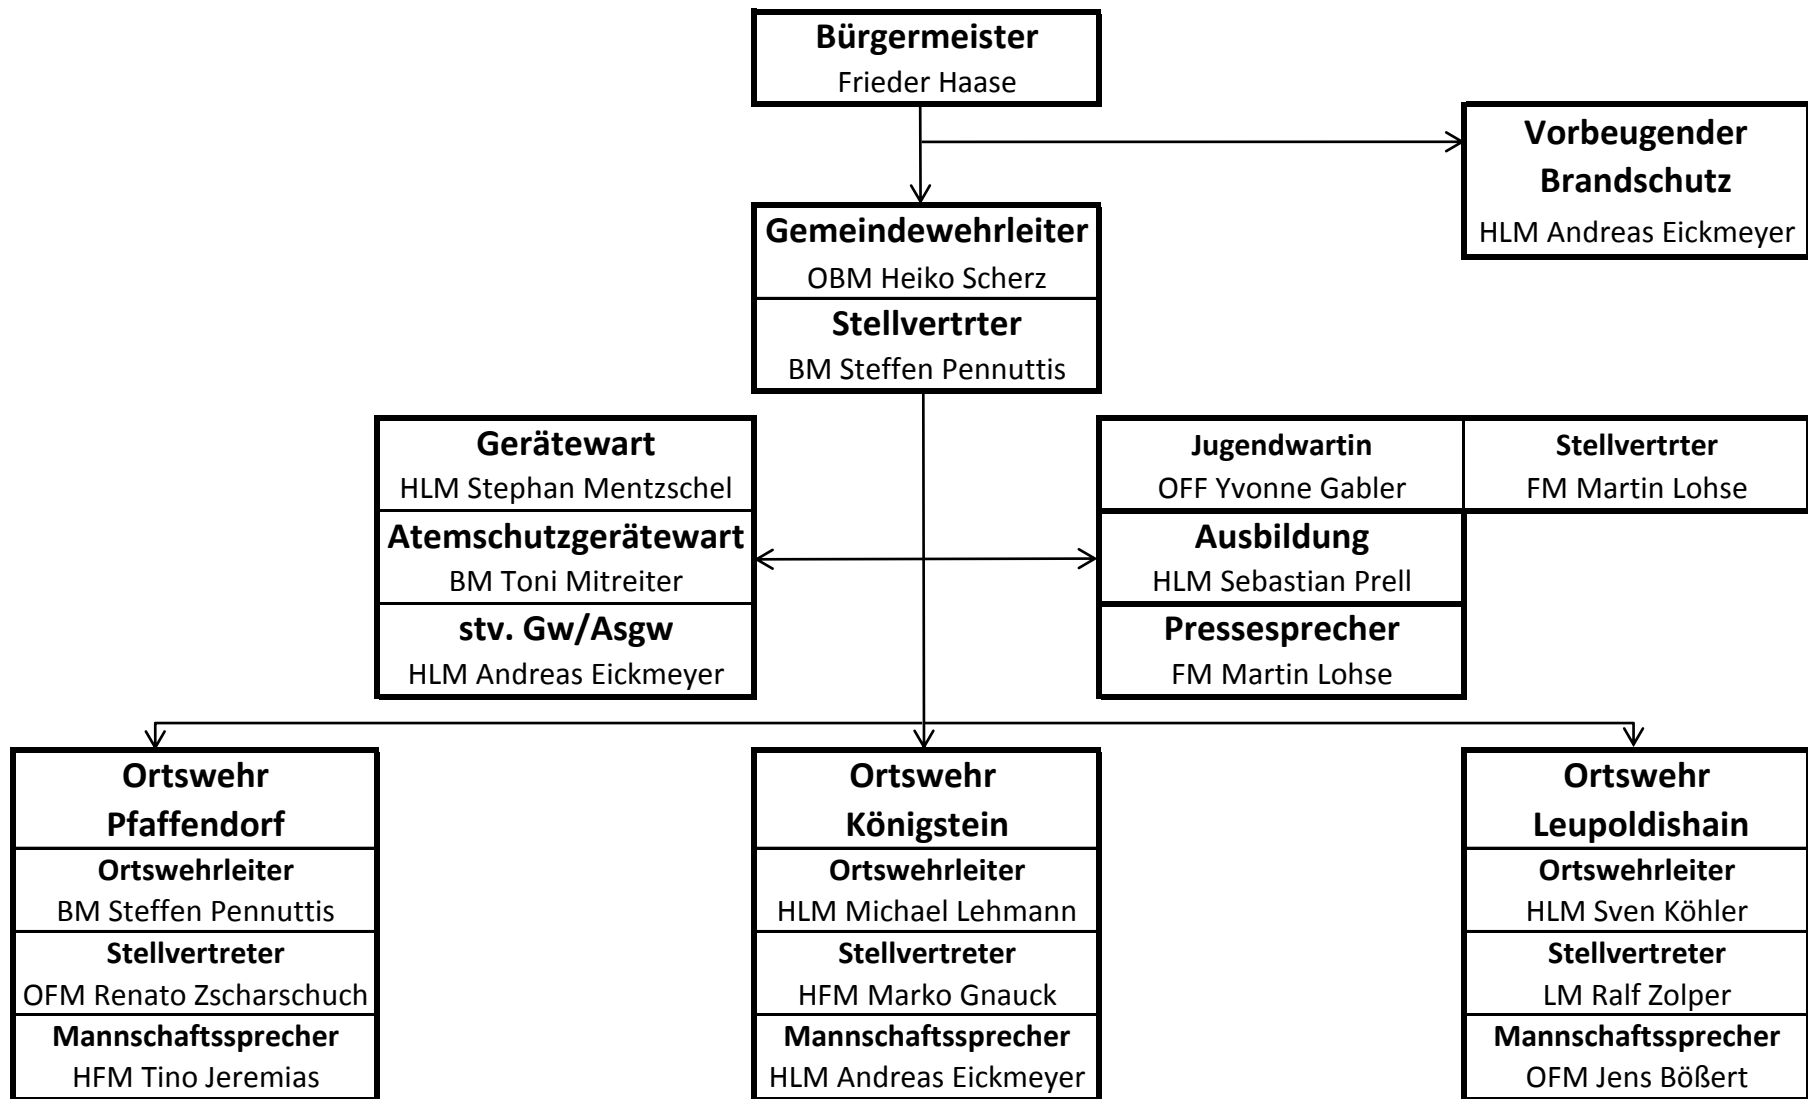 Bürgermeister
Frieder Haase
Vorbeugender
Brandschutz
HLM Andreas Eickmeyer
Gemeindewehrleiter
OBM Heiko Scherz
Stellvertrter
BM Steffen Pennuttis
Gerätewart
HLM Stephan Mentzschel
Atemschutzgerätewart
BM Toni Mitreiter
stv. Gw/Asgw
HLM Andreas Eickmeyer
Jugendwartin
OFF Yvonne Gabler
Stellvertrter
FM Martin Lohse
Ausbildung
HLM Sebastian Prell
Pressesprecher
FM Martin Lohse
Ortswehr
Pfaffendorf
Ortswehrleiter
BM Steffen Pennuttis
Stellvertreter
OFM Renato Zscharschuch
Mannschaftssprecher
HFM Tino Jeremias
Ortswehr
Königstein
Ortswehrleiter
HLM Michael Lehmann
Stellvertreter
HFM Marko Gnauck
Mannschaftssprecher
HLM Andreas Eickmeyer
Ortswehr
Leupoldishain
Ortswehrleiter
HLM Sven Köhler
Stellvertreter
LM Ralf Zolper
Mannschaftssprecher
OFM Jens Bößert